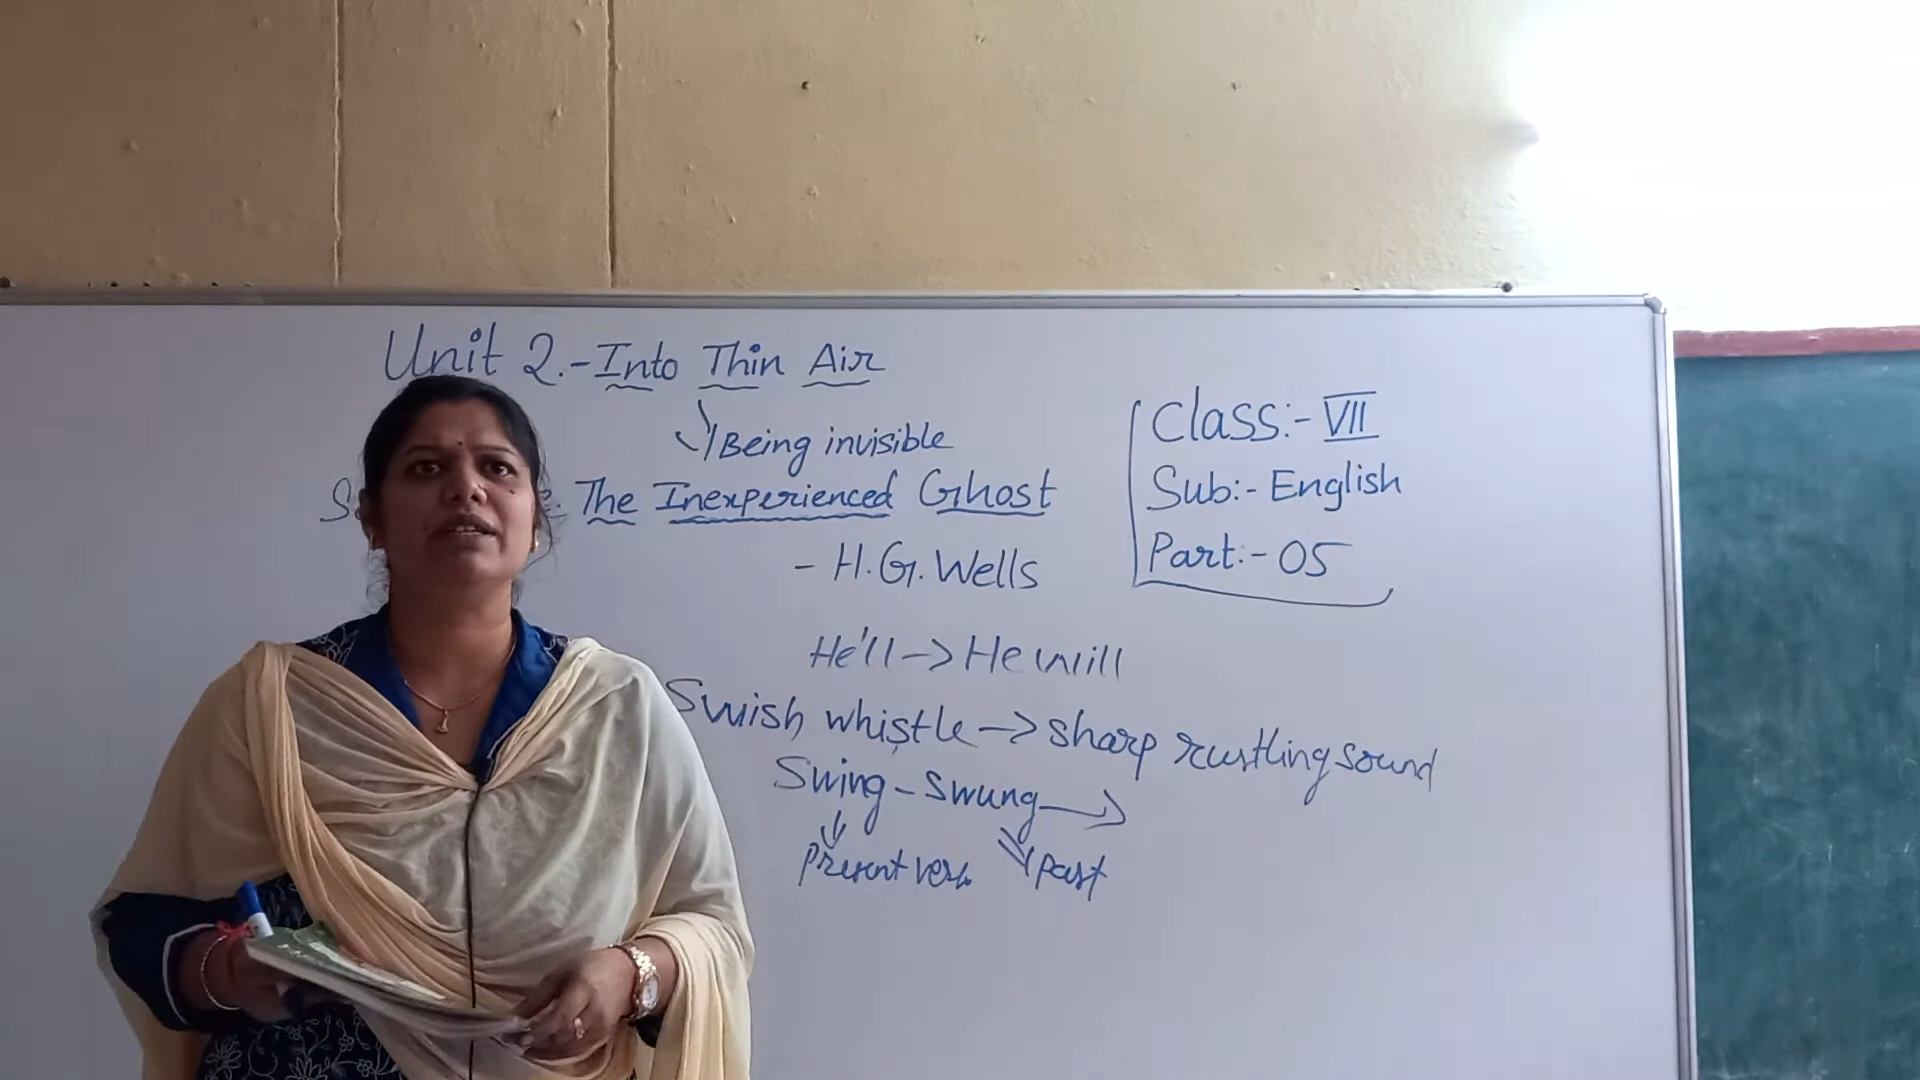 Unit 2.- Into Thin Air
Being invisible
The Inexperienced Ghost
- H.G. Wells
Class:- VII
Sub:- English
Part:- 05
He'll -> He will
Swish whistle -> sharp rustling sound
Swing - Swung ->
Present verb
past